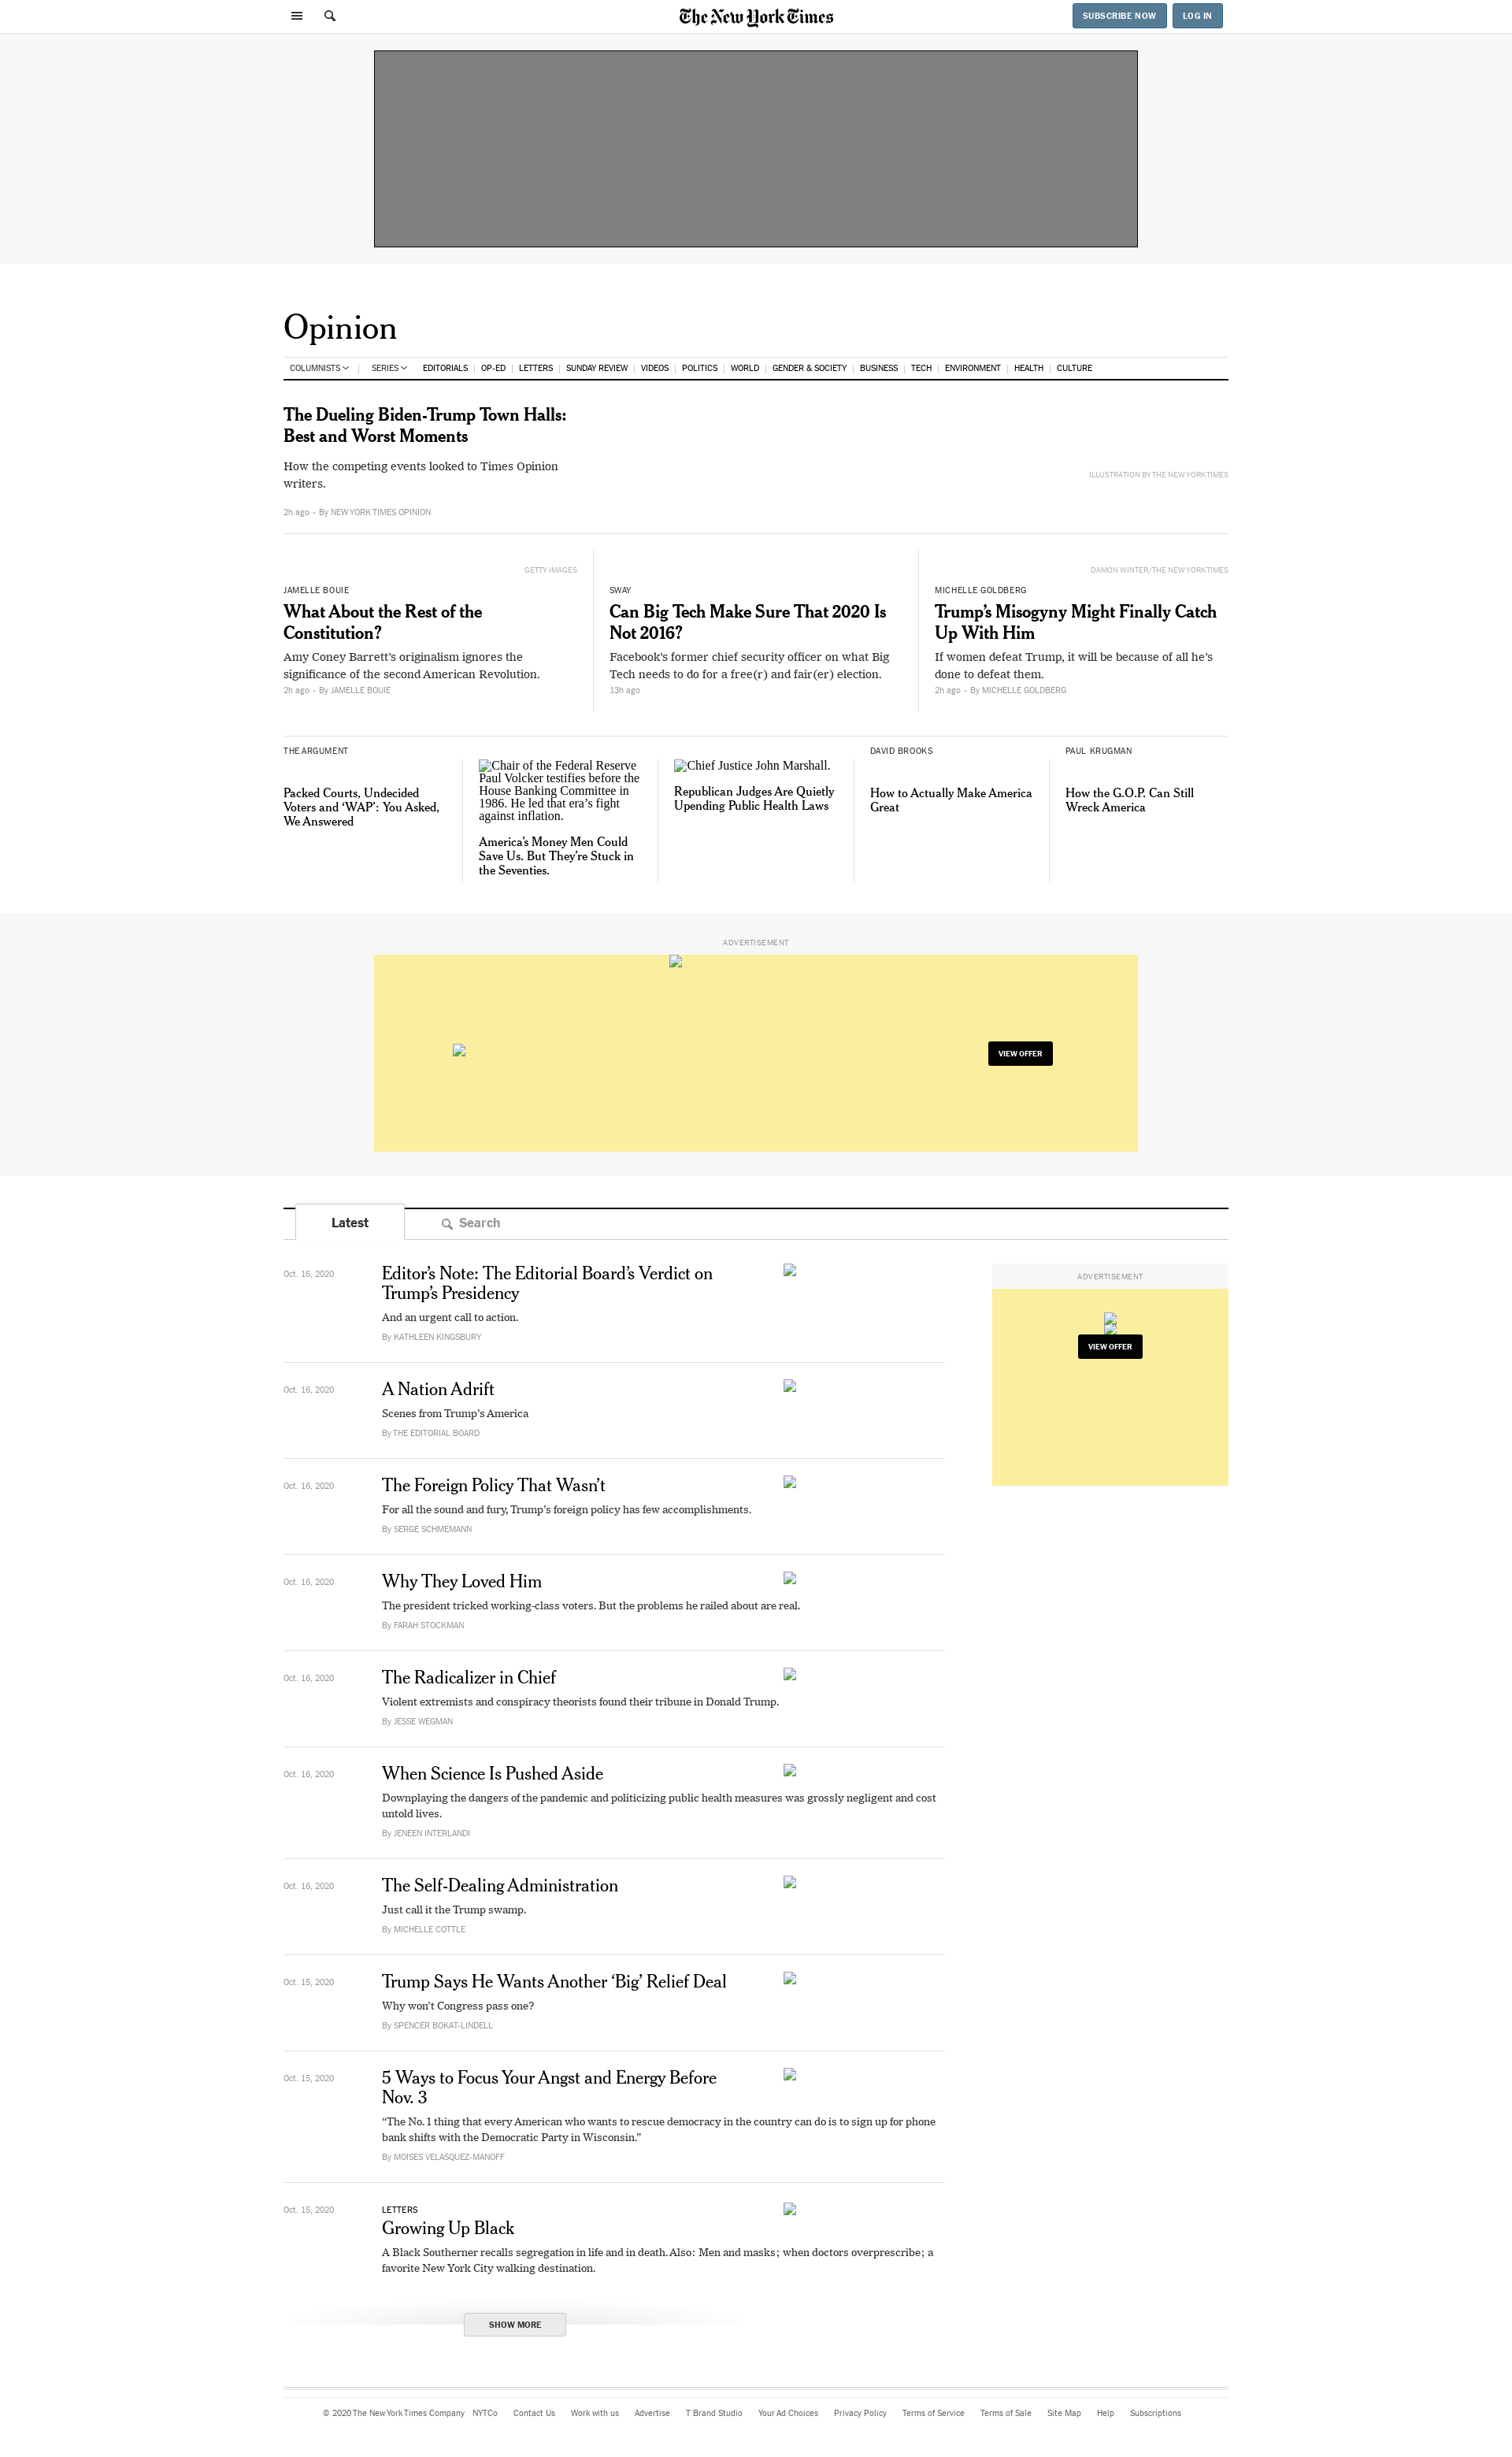 The New York Times
SUBSCRIBE NOW
LOG IN
Opinion
COLUMNISTS
SERIES
EDITORIALS
OP-ED
LETTERS
SUNDAY REVIEW
VIDEOS
POLITICS
WORLD
GENDER & SOCIETY
BUSINESS
TECH
ENVIRONMENT
HEALTH
CULTURE
The Dueling Biden-Trump Town Halls:
Best and Worst Moments
How the competing events looked to Times Opinion
writers.
2h ago • By NEW YORK TIMES OPINION
ILLUSTRATION BY THE NEW YORK TIMES
GETTY IMAGES
JAMELLE BOUIE
What About the Rest of the
Constitution?
Amy Coney Barrett’s originalism ignores the
significance of the second American Revolution.
2h ago • By JAMELLE BOUIE
SWAY
Can Big Tech Make Sure That 2020 Is
Not 2016?
Facebook’s former chief security officer on what Big
Tech needs to do for a free(r) and fair(er) election.
13h ago
DAMON WINTER/THE NEW YORK TIMES
MICHELLE GOLDBERG
Trump’s Misogyny Might Finally Catch
Up With Him
If women defeat Trump, it will be because of all he’s
done to defeat them.
2h ago • By MICHELLE GOLDBERG
THE ARGUMENT
Packed Courts, Undecided
Voters and ‘WAP’: You Asked,
We Answered
Chair of the Federal Reserve
Paul Volcker testifies before the
House Banking Committee in
1986. He led that era’s fight
against inflation.
America’s Money Men Could
Save Us. But They’re Stuck in
the Seventies.
Chief Justice John Marshall.
Republican Judges Are Quietly
Upending Public Health Laws
DAVID BROOKS
How to Actually Make America
Great
PAUL KRUGMAN
How the G.O.P. Can Still
Wreck America
ADVERTISEMENT
VIEW OFFER
Latest
Search
Oct. 16, 2020
Editor’s Note: The Editorial Board’s Verdict on
Trump’s Presidency
And an urgent call to action.
By KATHLEEN KINGSBURY
ADVERTISEMENT
VIEW OFFER
Oct. 16, 2020
A Nation Adrift
Scenes from Trump’s America
By THE EDITORIAL BOARD
Oct. 16, 2020
The Foreign Policy That Wasn’t
For all the sound and fury, Trump’s foreign policy has few accomplishments.
By SERGE SCHMEMANN
Oct. 16, 2020
Why They Loved Him
The president tricked working-class voters. But the problems he railed about are real.
By FARAH STOCKMAN
Oct. 16, 2020
The Radicalizer in Chief
Violent extremists and conspiracy theorists found their tribune in Donald Trump.
By JESSE WEGMAN
Oct. 16, 2020
When Science Is Pushed Aside
Downplaying the dangers of the pandemic and politicizing public health measures was grossly negligent and cost
untold lives.
By JENEEN INTERLANDI
Oct. 16, 2020
The Self-Dealing Administration
Just call it the Trump swamp.
By MICHELLE COTTLE
Oct. 15, 2020
Trump Says He Wants Another ‘Big’ Relief Deal
Why won’t Congress pass one?
By SPENCER BOKAT-LINDELL
Oct. 15, 2020
5 Ways to Focus Your Angst and Energy Before
Nov. 3
“The No. 1 thing that every American who wants to rescue democracy in the country can do is to sign up for phone
bank shifts with the Democratic Party in Wisconsin.”
By MOISES VELASQUEZ-MANOFF
Oct. 15, 2020
LETTERS
Growing Up Black
A Black Southerner recalls segregation in life and in death. Also: Men and masks; when doctors overprescribe; a
favorite New York City walking destination.
SHOW MORE
© 2020 The New York Times Company
NYTCo
Contact Us
Work with us
Advertise
T Brand Studio
Your Ad Choices
Privacy Policy
Terms of Service
Terms of Sale
Site Map
Help
Subscriptions